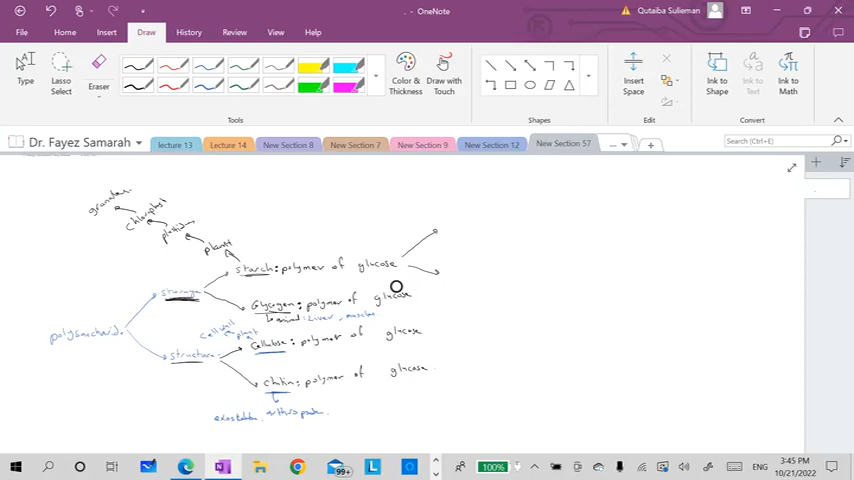 . - OneNote
Qutaiba Sulieman
File Home Insert Draw History Review View Help
Type
Lasso
Select
Eraser
Color &
Thickness
Draw with
Touch
Insert
Space
Ink to
Shape
Ink to
Text
Ink to
Math
Tools
Shapes
Edit
Convert
Dr. Fayez Samarah
lecture 13
Lecture 14
New Section 8
New Section 7
New Section 9
New Section 12
New Section 57
Search (Ctrl+E)
Chloroplast
plastid
plant
starch: polymer of glucose
storage
Glycogen: polymer of glucose
animal: Liver, muscles
polysaccharid
Cell wall
plant
structure
Cellulose: polymer of glucose
chitin: polymer of glucose.
arthropods.
99+
100%
ENG
3:45 PM
10/21/2022